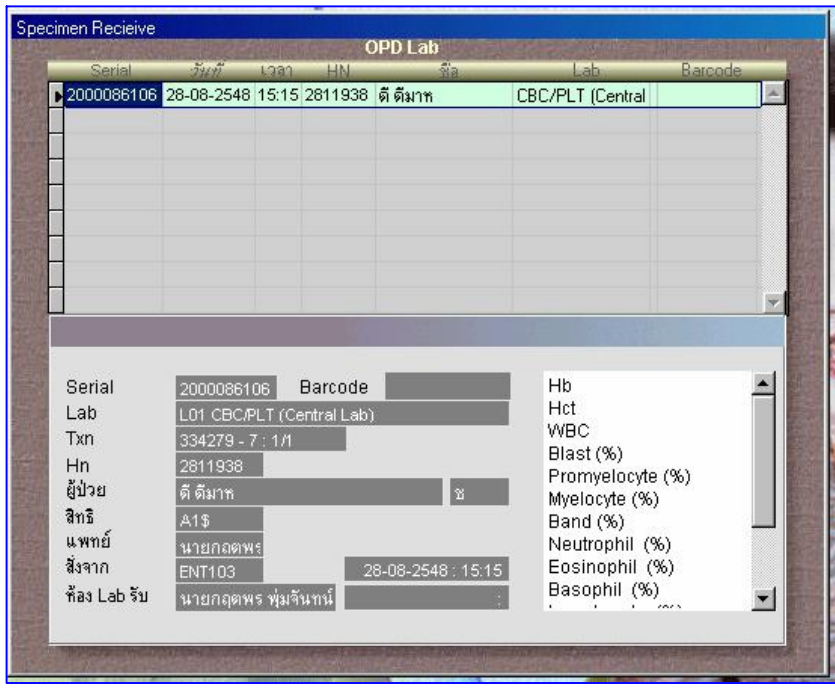 Specimen Recieive
OPD Lab
Serial วันที่ เวลา HN ชื่อ Lab Barcode
2000086106 28-08-2548 15:15 2811938 ดี ดีมาห CBC/PLT (Central
Serial 2000086106 Barcode
Lab L01 CBC/PLT (Central Lab)
Txn 334279 - 7 : 1/1
Hn 2811938
ผู้ป่วย ดี ดีมาห ช
สิทธิ A1$
แพทย์ นายกฤตพร
สั่งจาก ENT103 28-08-2548 : 15:15
ห้อง Lab รับ นายกฤตพร พุ่มจันทน์ :
Hb
Hct
WBC
Blast (%)
Promyelocyte (%)
Myelocyte (%)
Band (%)
Neutrophil (%)
Eosinophil (%)
Basophil (%)